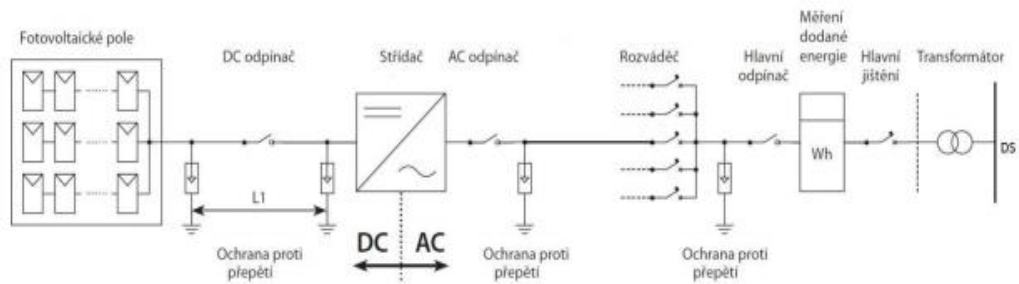 Fotovoltaické pole
DC odpínač
Střídač
AC odpínač
Rozváděč
Hlavní
odpínač
Měření
dodané
energie
Hlavní
jištění
Transformátor
Wh
DS
L1
DC
AC
Ochrana proti
přepětí
Ochrana proti
přepětí
Ochrana proti
přepětí